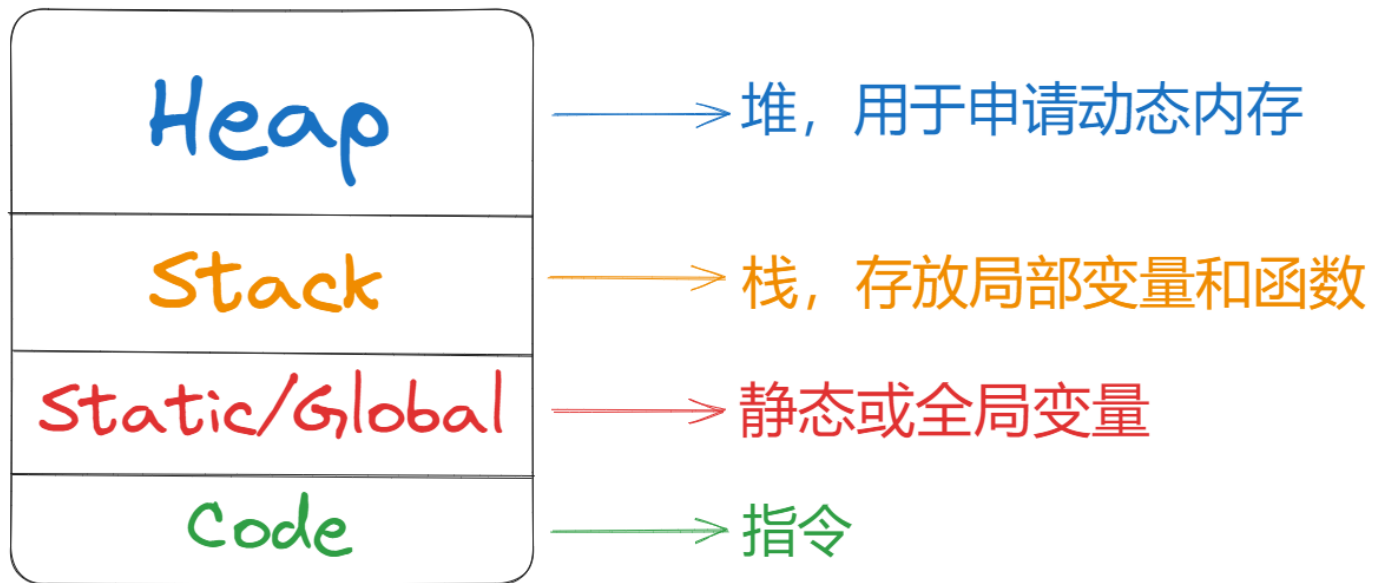 Heap
堆，用于申请动态内存
Stack
栈，存放局部变量和函数
Static/Global
静态或全局变量
Code
指令